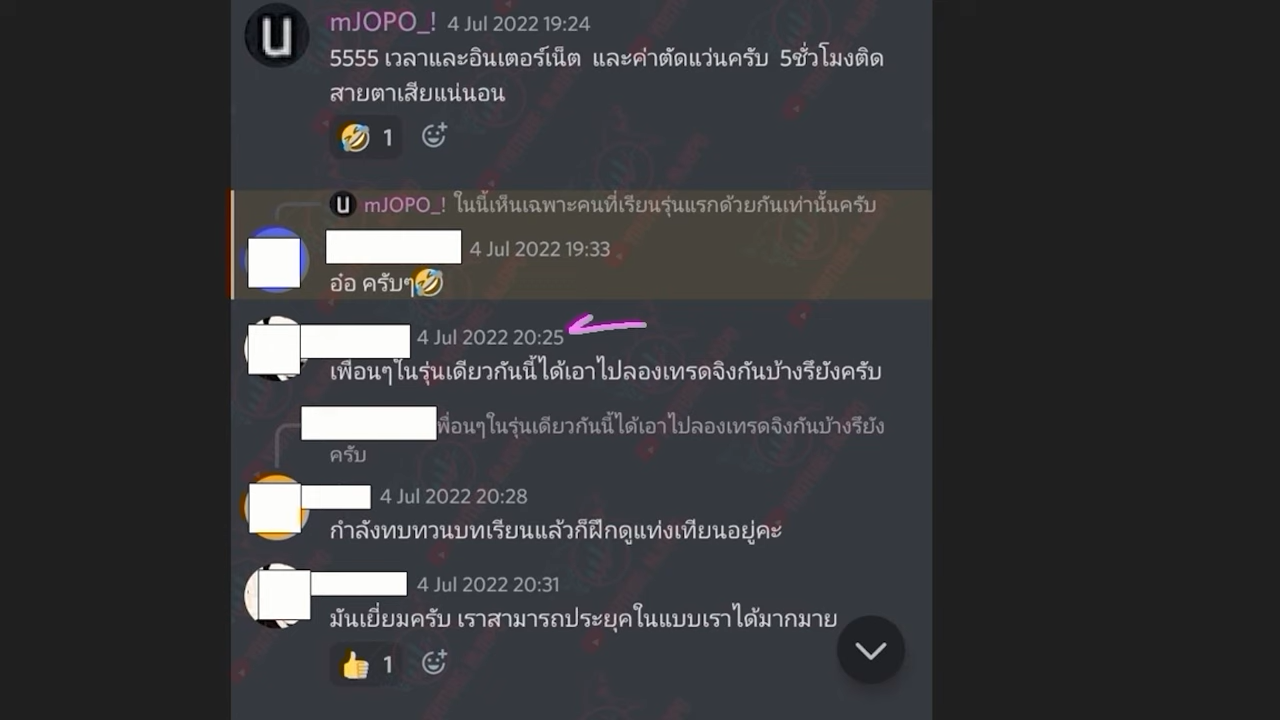 mJOPO_! 4 Jul 2022 19:24
5555 เวลาและอินเตอร์เน็ต และค่าตัดแว่นครับ 5ชั่วโมงติด
สายตาเสียแน่นอน
1
mJOPO_! ในนี้เห็นเฉพาะคนที่เรียนรุ่นแรกด้วยกันเท่านั้นครับ
4 Jul 2022 19:33
อ๋อ ครับๆ🤣
4 Jul 2022 20:25
เพื่อนๆในรุ่นเดียวกันนี้ได้เอาไปลองเทรดจิงกันบ้างรึยังครับ
พื่อนๆในรุ่นเดียวกันนี้ได้เอาไปลองเทรดจิงกันบ้างรึยัง
ครับ
4 Jul 2022 20:28
กำลังทบทวนบทเรียนแล้วก็ฝึกดูแท่งเทียนอยู่คะ
4 Jul 2022 20:31
มันเยี่ยมครับ เราสามารถประยุคในแบบเราได้มากมาย
1